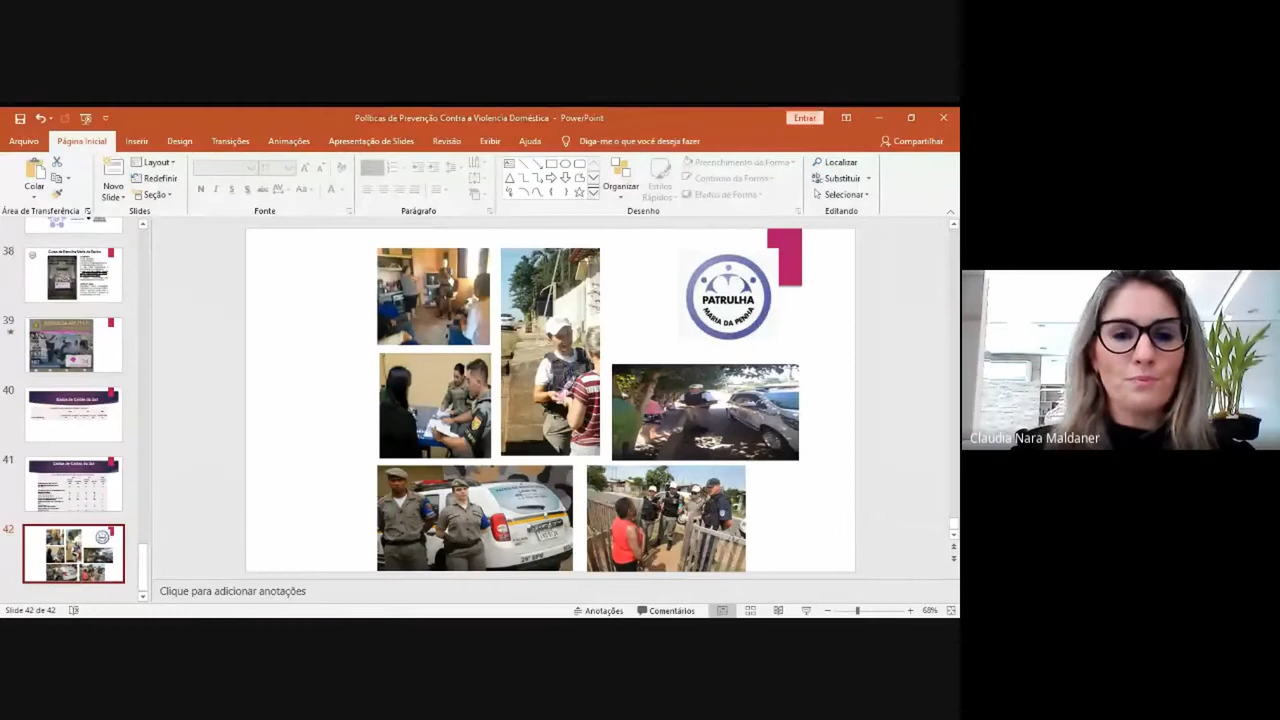 Políticas de Prevenção Contra a Violencia Doméstica - PowerPoint
Entrar
Arquivo Página Inicial Inserir Design Transições Animações Apresentação de Slides Revisão Exibir Ajuda Diga-me o que você deseja fazer Compartilhar
Colar
Novo
Slide
Layout
Redefinir
Seção
Organizar
Estilos
Rápidos
Preenchimento da Forma
Contorno da Forma
Efeitos de Forma
Localizar
Substituir
Selecionar
Área de Transferência Slides Fonte Parágrafo Desenho Editando
38
39
40
41
42
PATRULHA
MARIA DA PENHA
Claudia Nara Maldaner
Clique para adicionar anotações
Slide 42 de 42 Anotações Comentários 68%